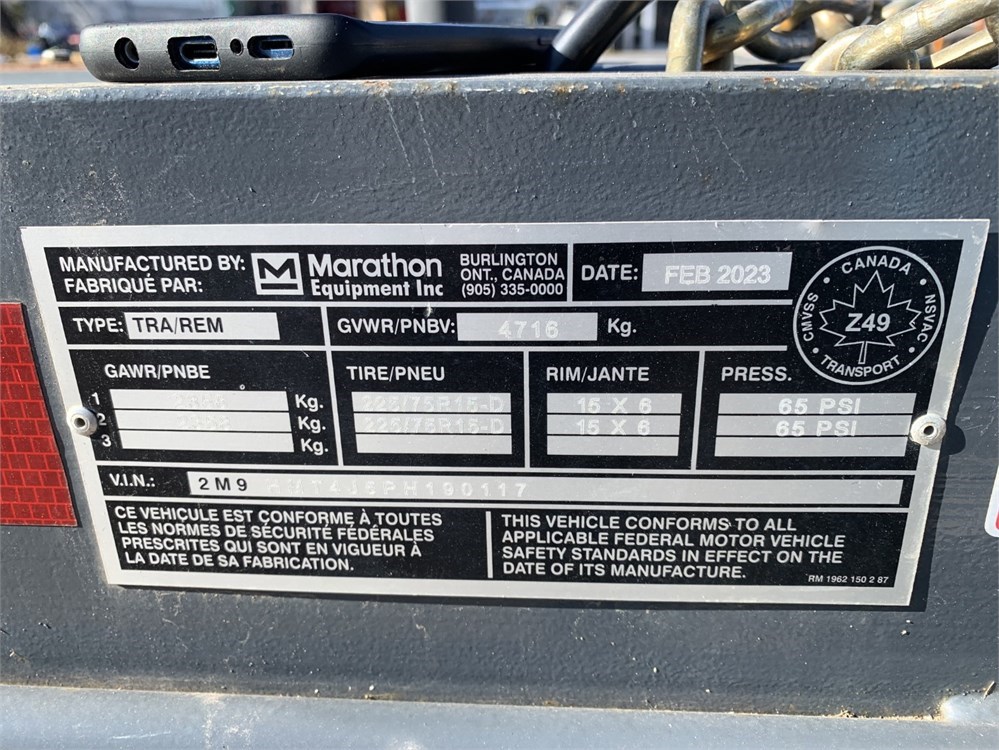 MANUFACTURED BY:
FABRIQUÉ PAR:
Marathon
Equipment Inc
BURLINGTON
ONT., CANADA
(905) 335-0000
DATE: FEB 2023
CANADA
CMVSS
NSVAC
Z49
TRANSPORT
TYPE: TRA/REM
GVWR/PNBV: 4716 Kg.
GAWR/PNBE
1 Kg.
2 Kg.
3 Kg.
TIRE/PNEU
225/75R15-D
225/75R15-D
RIM/JANTE
15 X 6
15 X 6
PRESS.
65 PSI
65 PSI
V.I.N.: 2M9
CE VEHICULE EST CONFORME À TOUTES
LES NORMES DE SÉCURITÉ FÉDÉRALES
PRESCRITES QUI SONT EN VIGUEUR À
LA DATE DE SA FABRICATION.
THIS VEHICLE CONFORMS TO ALL
APPLICABLE FEDERAL MOTOR VEHICLE
SAFETY STANDARDS IN EFFECT ON THE
DATE OF ITS MANUFACTURE.
RM 1962 150 2 87